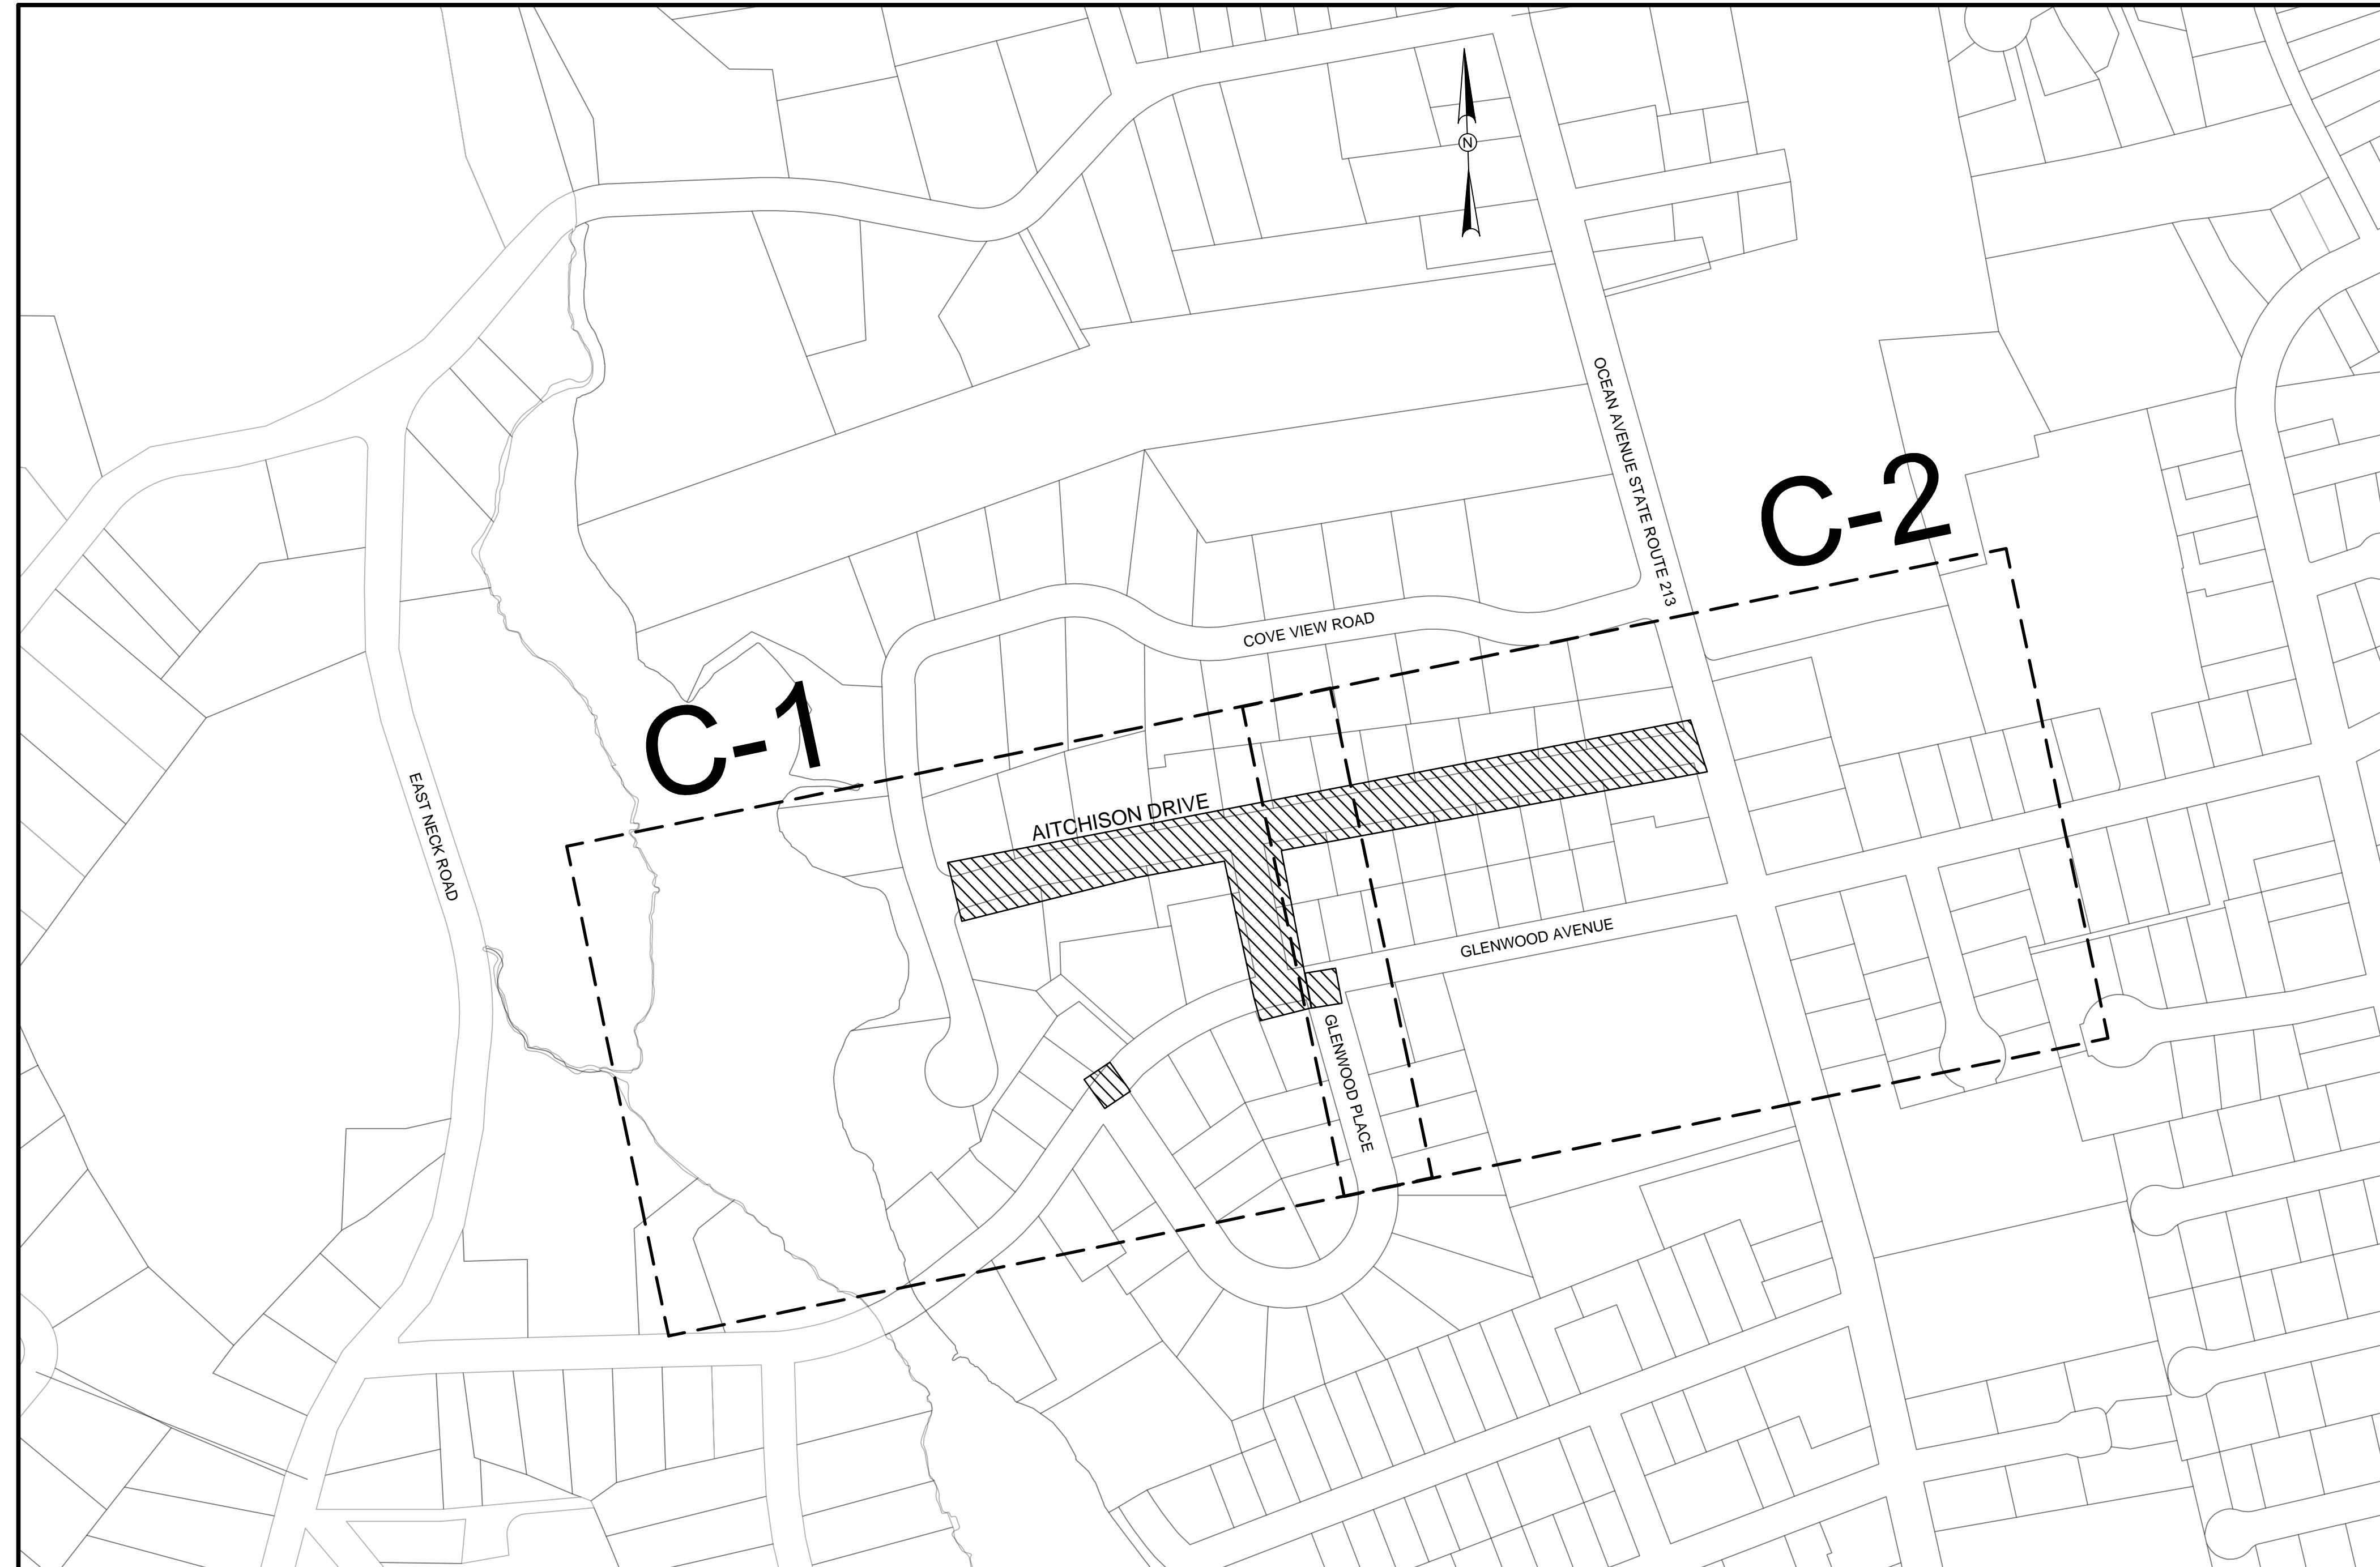 N
OCEAN AVENUE STATE ROUTE 213
C-2
COVE VIEW ROAD
C-1
EAST NECK ROAD
AITCHISON DRIVE
GLENWOOD AVENUE
GLENWOOD PLACE